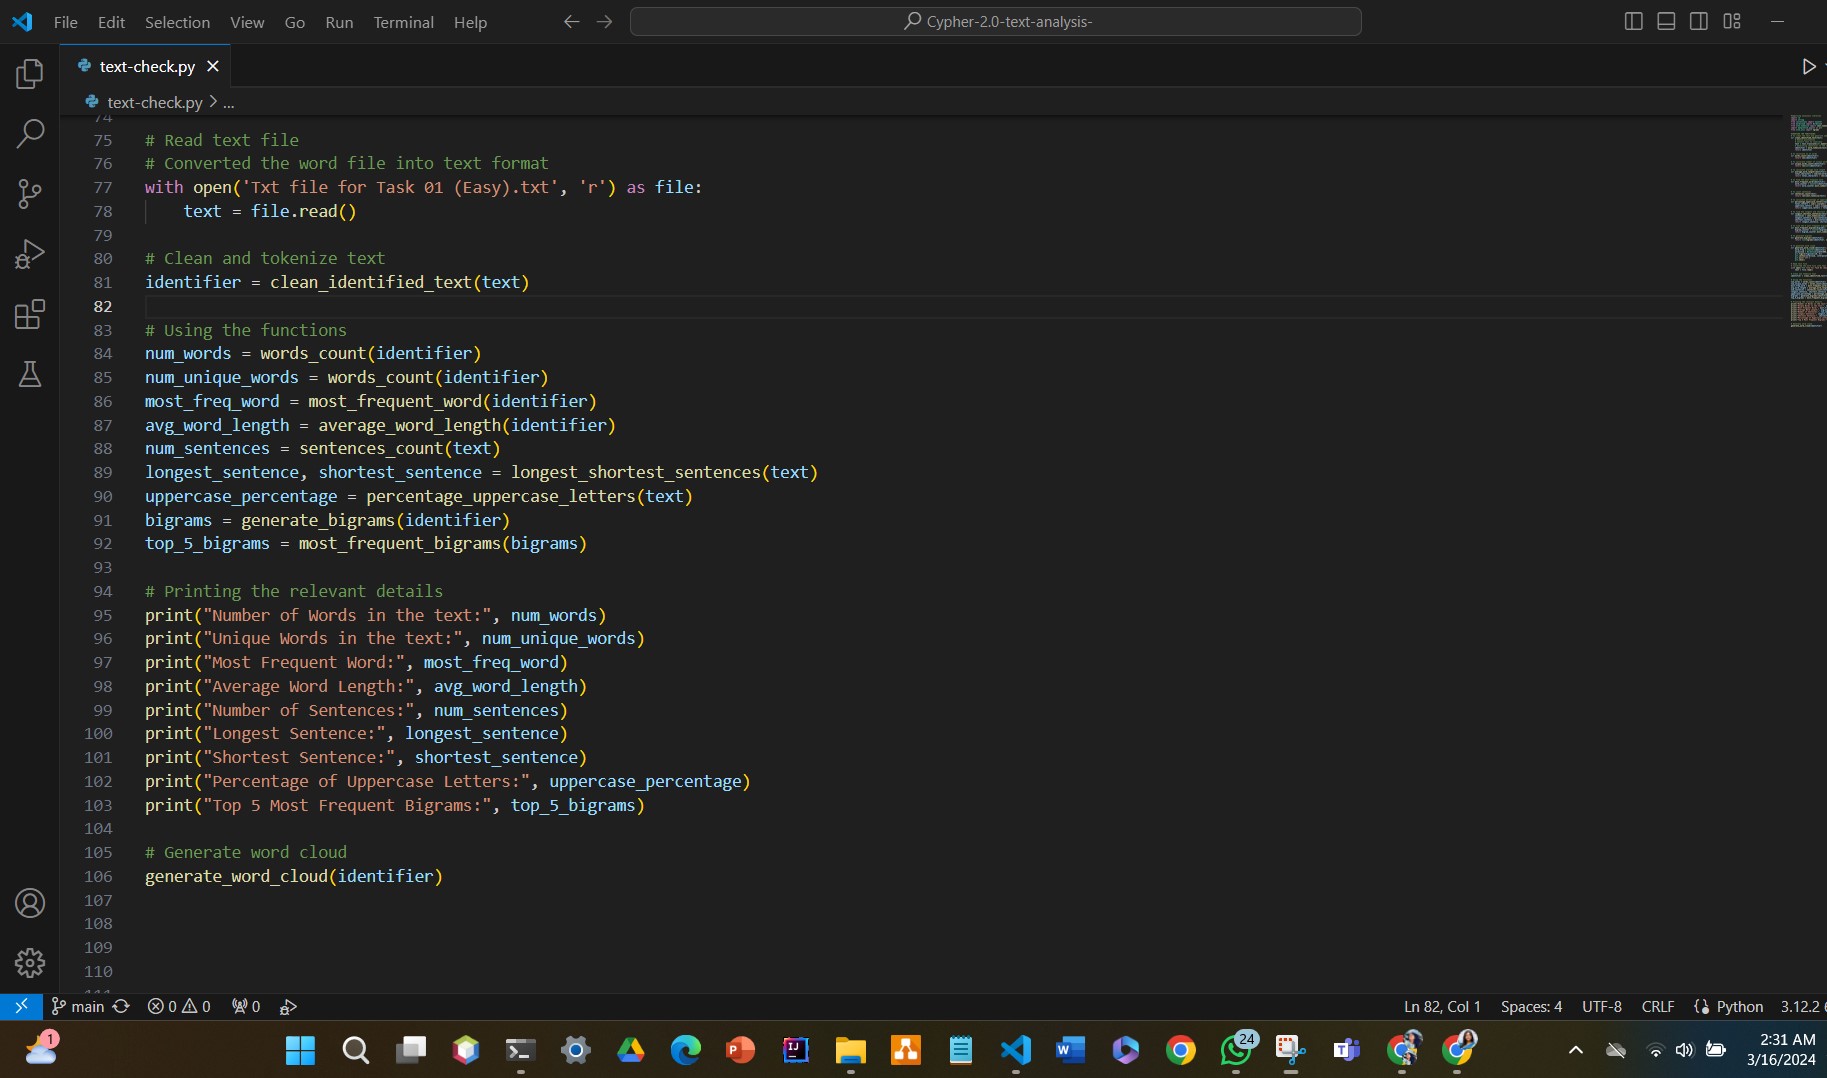 File Edit Selection View Go Run Terminal Help
Cypher-2.0-text-analysis-
text-check.py
text-check.py > ...
74
75 # Read text file
76 # Converted the word file into text format
77 with open('Txt file for Task 01 (Easy).txt', 'r') as file:
78     text = file.read()
79
80 # Clean and tokenize text
81 identifier = clean_identified_text(text)
82
83 # Using the functions
84 num_words = words_count(identifier)
85 num_unique_words = words_count(identifier)
86 most_freq_word = most_frequent_word(identifier)
87 avg_word_length = average_word_length(identifier)
88 num_sentences = sentences_count(text)
89 longest_sentence, shortest_sentence = longest_shortest_sentences(text)
90 uppercase_percentage = percentage_uppercase_letters(text)
91 bigrams = generate_bigrams(identifier)
92 top_5_bigrams = most_frequent_bigrams(bigrams)
93
94 # Printing the relevant details
95 print("Number of Words in the text:", num_words)
96 print("Unique Words in the text:", num_unique_words)
97 print("Most Frequent Word:", most_freq_word)
98 print("Average Word Length:", avg_word_length)
99 print("Number of Sentences:", num_sentences)
100 print("Longest Sentence:", longest_sentence)
101 print("Shortest Sentence:", shortest_sentence)
102 print("Percentage of Uppercase Letters:", uppercase_percentage)
103 print("Top 5 Most Frequent Bigrams:", top_5_bigrams)
104
105 # Generate word cloud
106 generate_word_cloud(identifier)
107
108
109
110
main 0 0 0 Ln 82, Col 1 Spaces: 4 UTF-8 CRLF Python 3.12.2
1 24 2:31 AM
3/16/2024